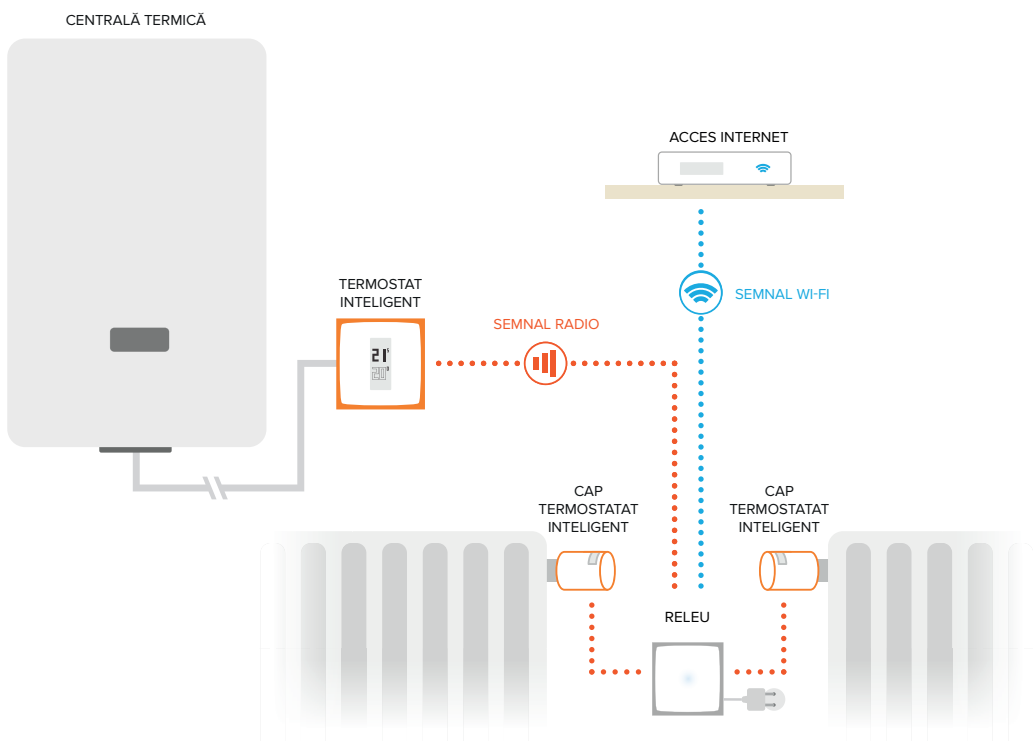 CENTRALĂ TERMICĂ
ACCES INTERNET
TERMOSTAT
INTELIGENT
SEMNAL WI-FI
SEMNAL RADIO
21°
20°
CAP
TERMOSTATAT
INTELIGENT
CAP
TERMOSTATAT
INTELIGENT
RELEU